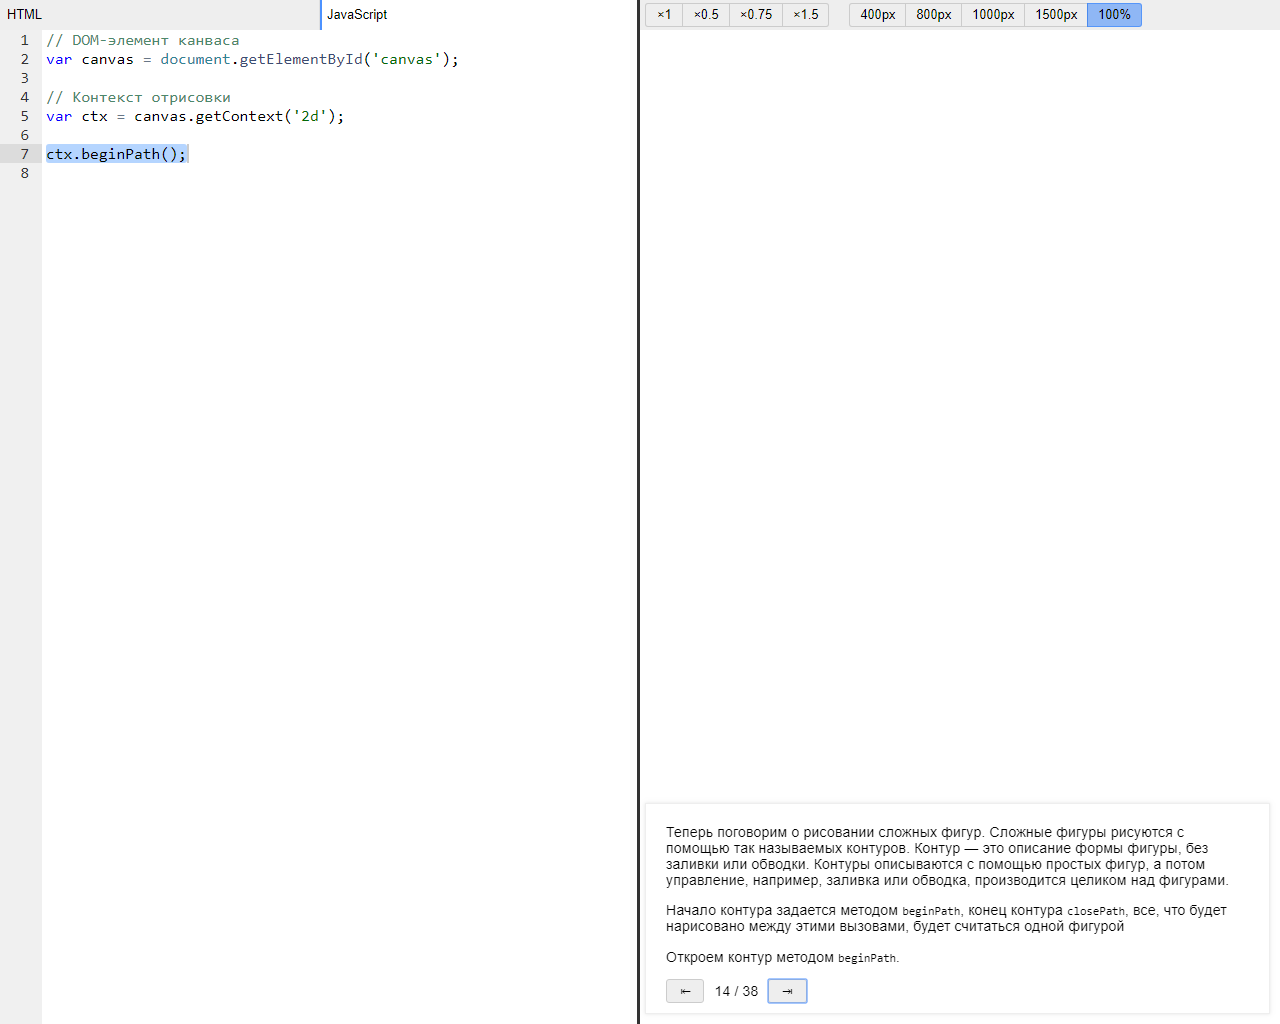 HTML
JavaScript
×1 ×0.5 ×0.75 ×1.5 400px 800px 1000px 1500px 100%
1 // DOM-элемент канваса
2 var canvas = document.getElementById('canvas');
3
4 // Контекст отрисовки
5 var ctx = canvas.getContext('2d');
6
7 ctx.beginPath();
8
Теперь поговорим о рисовании сложных фигур. Сложные фигуры рисуются с
помощью так называемых контуров. Контур — это описание формы фигуры, без
заливки или обводки. Контуры описываются с помощью простых фигур, а потом
управление, например, заливка или обводка, производится целиком над фигурами.
Начало контура задается методом beginPath, конец контура closePath, все, что будет
нарисовано между этими вызовами, будет считаться одной фигурой
Откроем контур методом beginPath.
⇤ 14 / 38 ⇥